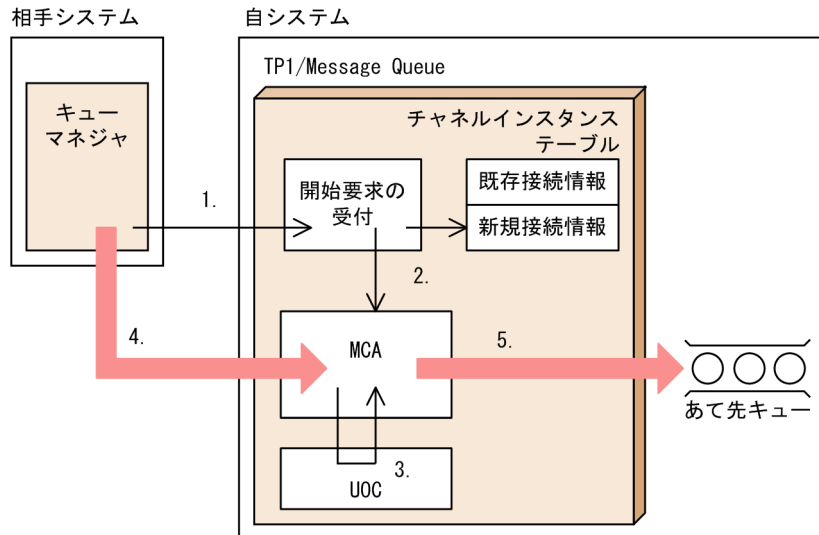 相手システム
自システム
TP1/Message Queue
キュー
マネジャ
チャネルインスタンス
テーブル
開始要求の
受付
既存接続情報
新規接続情報
1.
2.
4.
MCA
5.
3.
UOC
あて先キュー